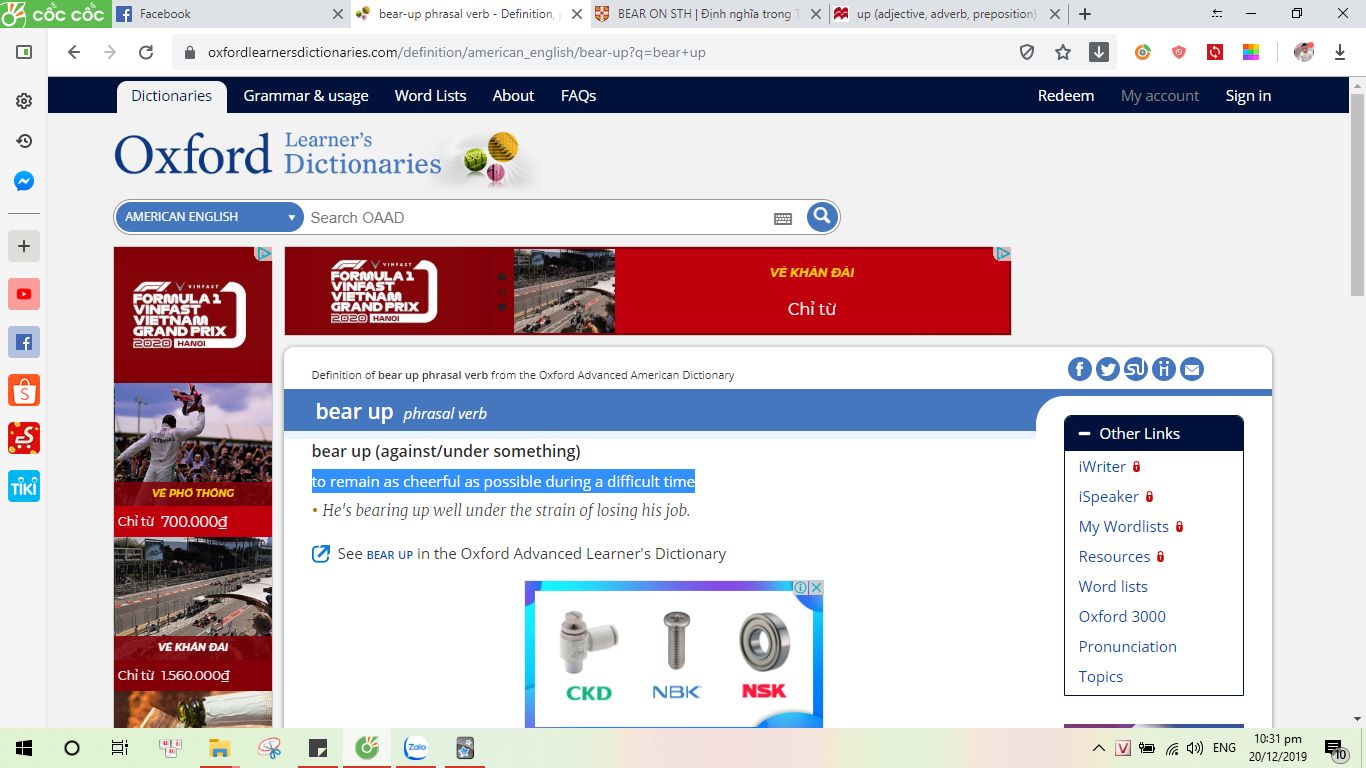 cốc cốc
Facebook
bear-up phrasal verb - Definition, p
BEAR ON STH | Định nghĩa trong T
up (adjective, adverb, preposition)
oxfordlearnersdictionaries.com/definition/american_english/bear-up?q=bear+up
Dictionaries
Grammar & usage
Word Lists
About
FAQs
Redeem
My account
Sign in
Oxford
Learner's
Dictionaries
AMERICAN ENGLISH
Search OAAD
VINFAST
FORMULA 1
VINFAST
VIETNAM
GRAND PRIX
2020 HANOI
VÉ PHỔ THÔNG
Chỉ từ 700.000₫
VÉ KHÁN ĐÀI
Chỉ từ 1.560.000₫
VINFAST
FORMULA 1
VINFAST
VIETNAM
GRAND PRIX
2020 HANOI
VÉ KHÁN ĐÀI
Chỉ từ
Definition of bear up phrasal verb from the Oxford Advanced American Dictionary
bear up phrasal verb
bear up (against/under something)
to remain as cheerful as possible during a difficult time
• He's bearing up well under the strain of losing his job.
See BEAR UP in the Oxford Advanced Learner's Dictionary
CKD
NBK
NSK
Other Links
iWriter
iSpeaker
My Wordlists
Resources
Word lists
Oxford 3000
Pronunciation
Topics
TIKI
Zalo
V
ENG
10:31 pm
20/12/2019
10